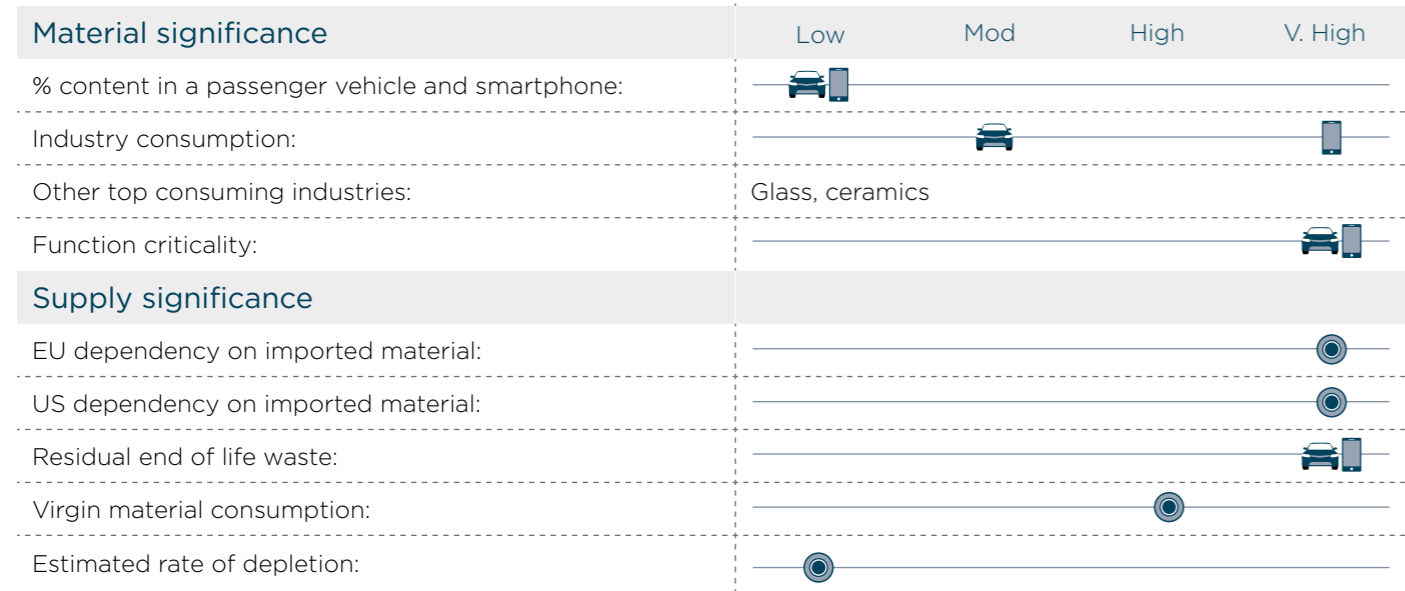 Material significance Low Mod High V. High
% content in a passenger vehicle and smartphone:
Industry consumption:
Other top consuming industries: Glass, ceramics
Function criticality:
Supply significance
EU dependency on imported material:
US dependency on imported material:
Residual end of life waste:
Virgin material consumption:
Estimated rate of depletion: